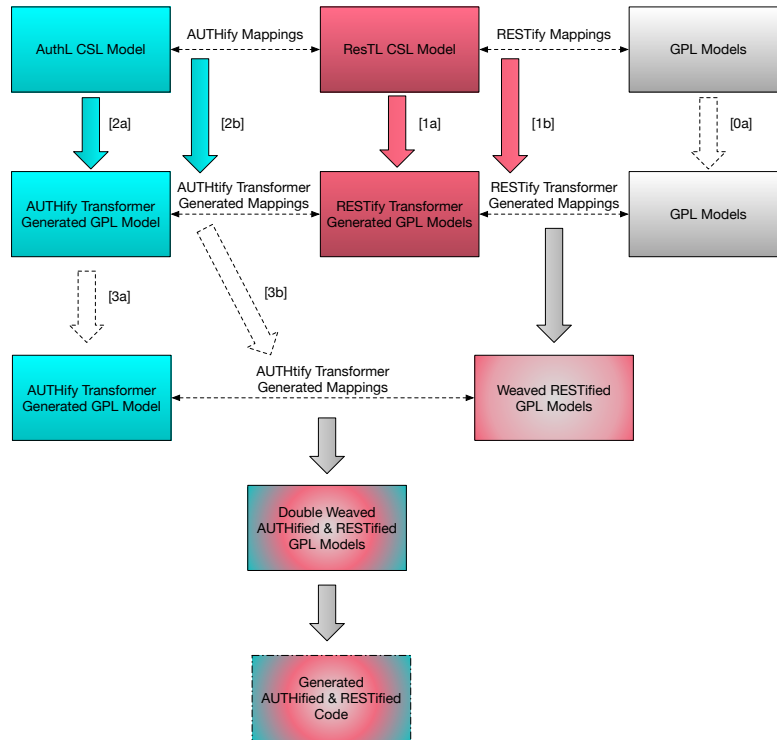 AUTHify Mappings
RESTify Mappings
AuthL CSL Model
ResTL CSL Model
GPL Models
[2a]
[2b]
[1a]
[1b]
[0a]
AUTHify Transformer
Generated GPL Model
AUTHtify Transformer
Generated Mappings
RESTify Transformer
Generated GPL Models
RESTify Transformer
Generated Mappings
GPL Models
[3a]
[3b]
AUTHify Transformer
Generated GPL Model
AUTHtify Transformer
Generated Mappings
Weaved RESTified
GPL Models
Double Weaved
AUTHified & RESTified
GPL Models
Generated
AUTHified & RESTified
Code